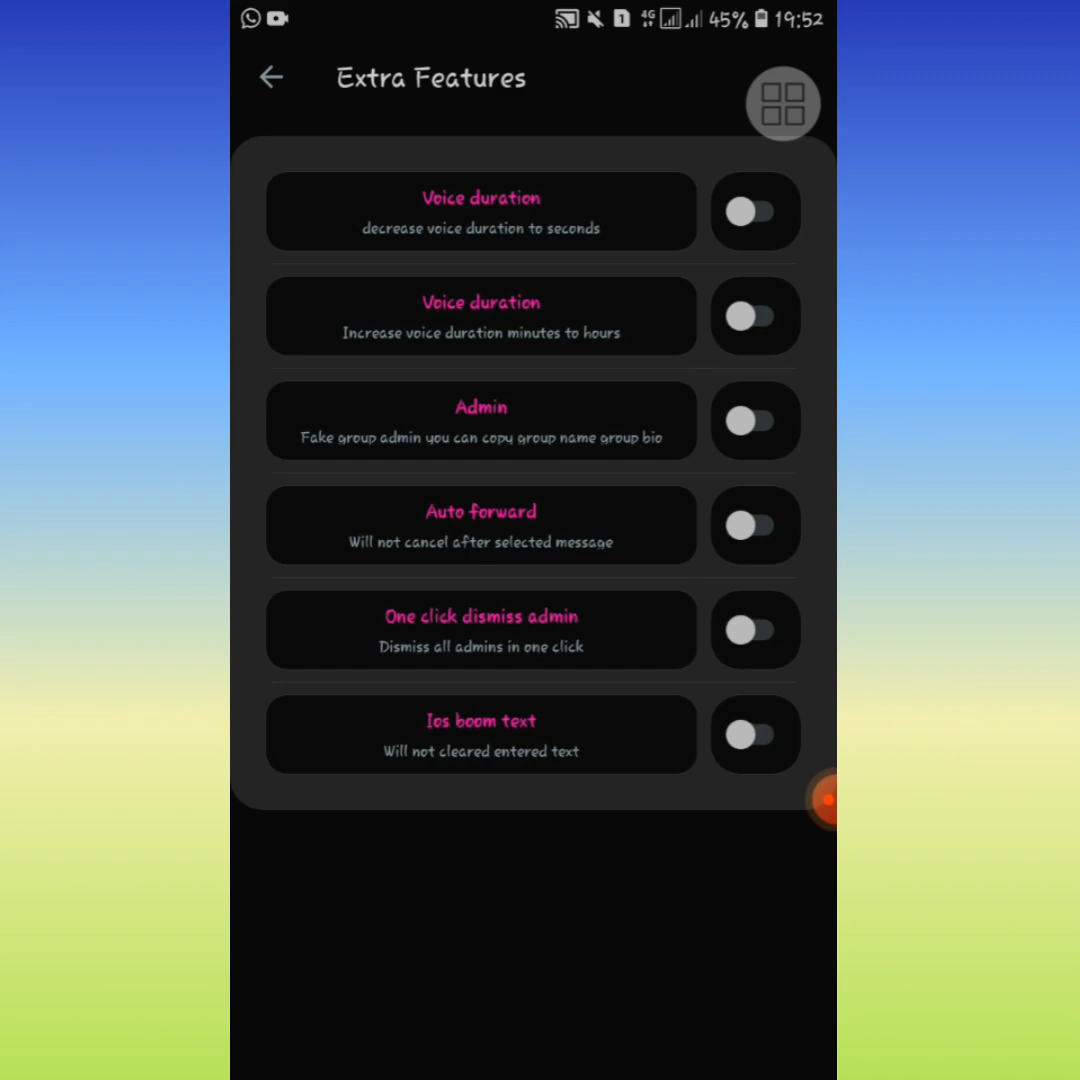 4G 1 45% 19:52
Extra Features
Voice duration
decrease voice duration to seconds
Voice duration
Increase voice duration minutes to hours
Admin
Fake group admin you can copy group name group bio
Auto forward
Will not cancel after selected message
One click dismiss admin
Dismiss all admins in one click
Ios boom text
Will not cleared entered text